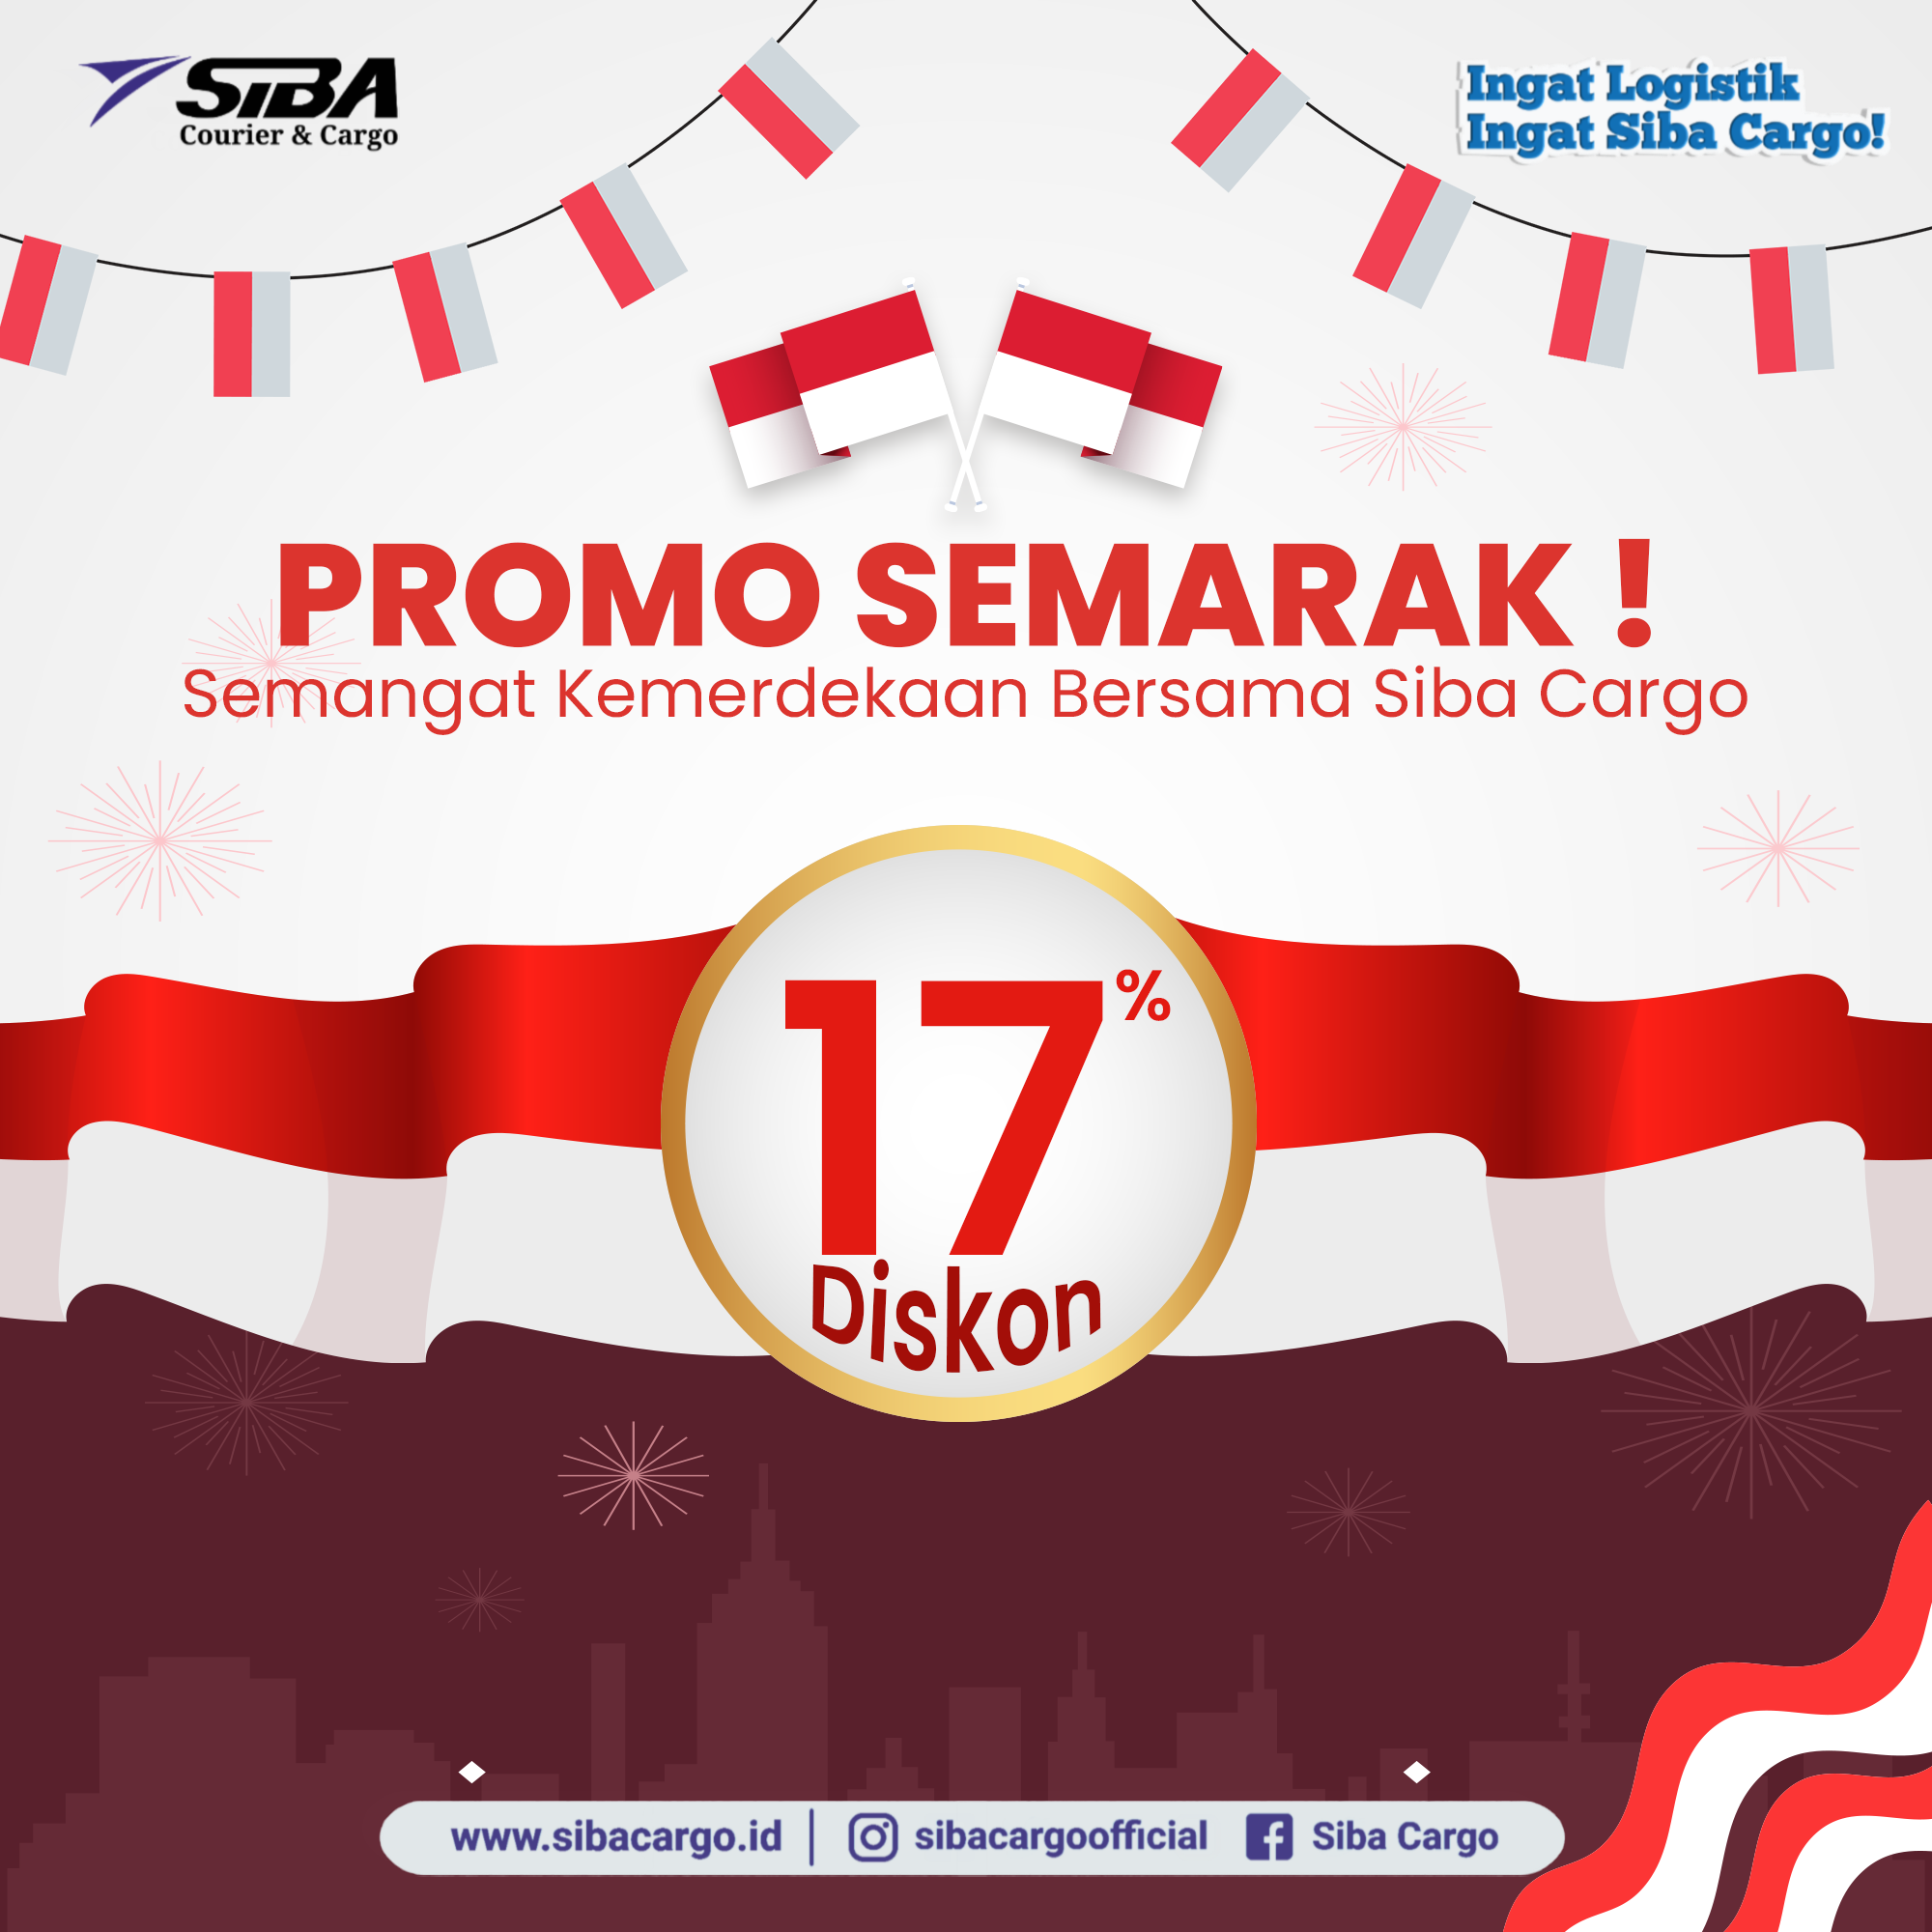 SIBA
Courier & Cargo
Ingat Logistik
Ingat Siba Cargo!
PROMO SEMARAK !
Semangat Kemerdekaan Bersama Siba Cargo
17%
Diskon
www.sibacargo.id | sibacargoofficial Siba Cargo